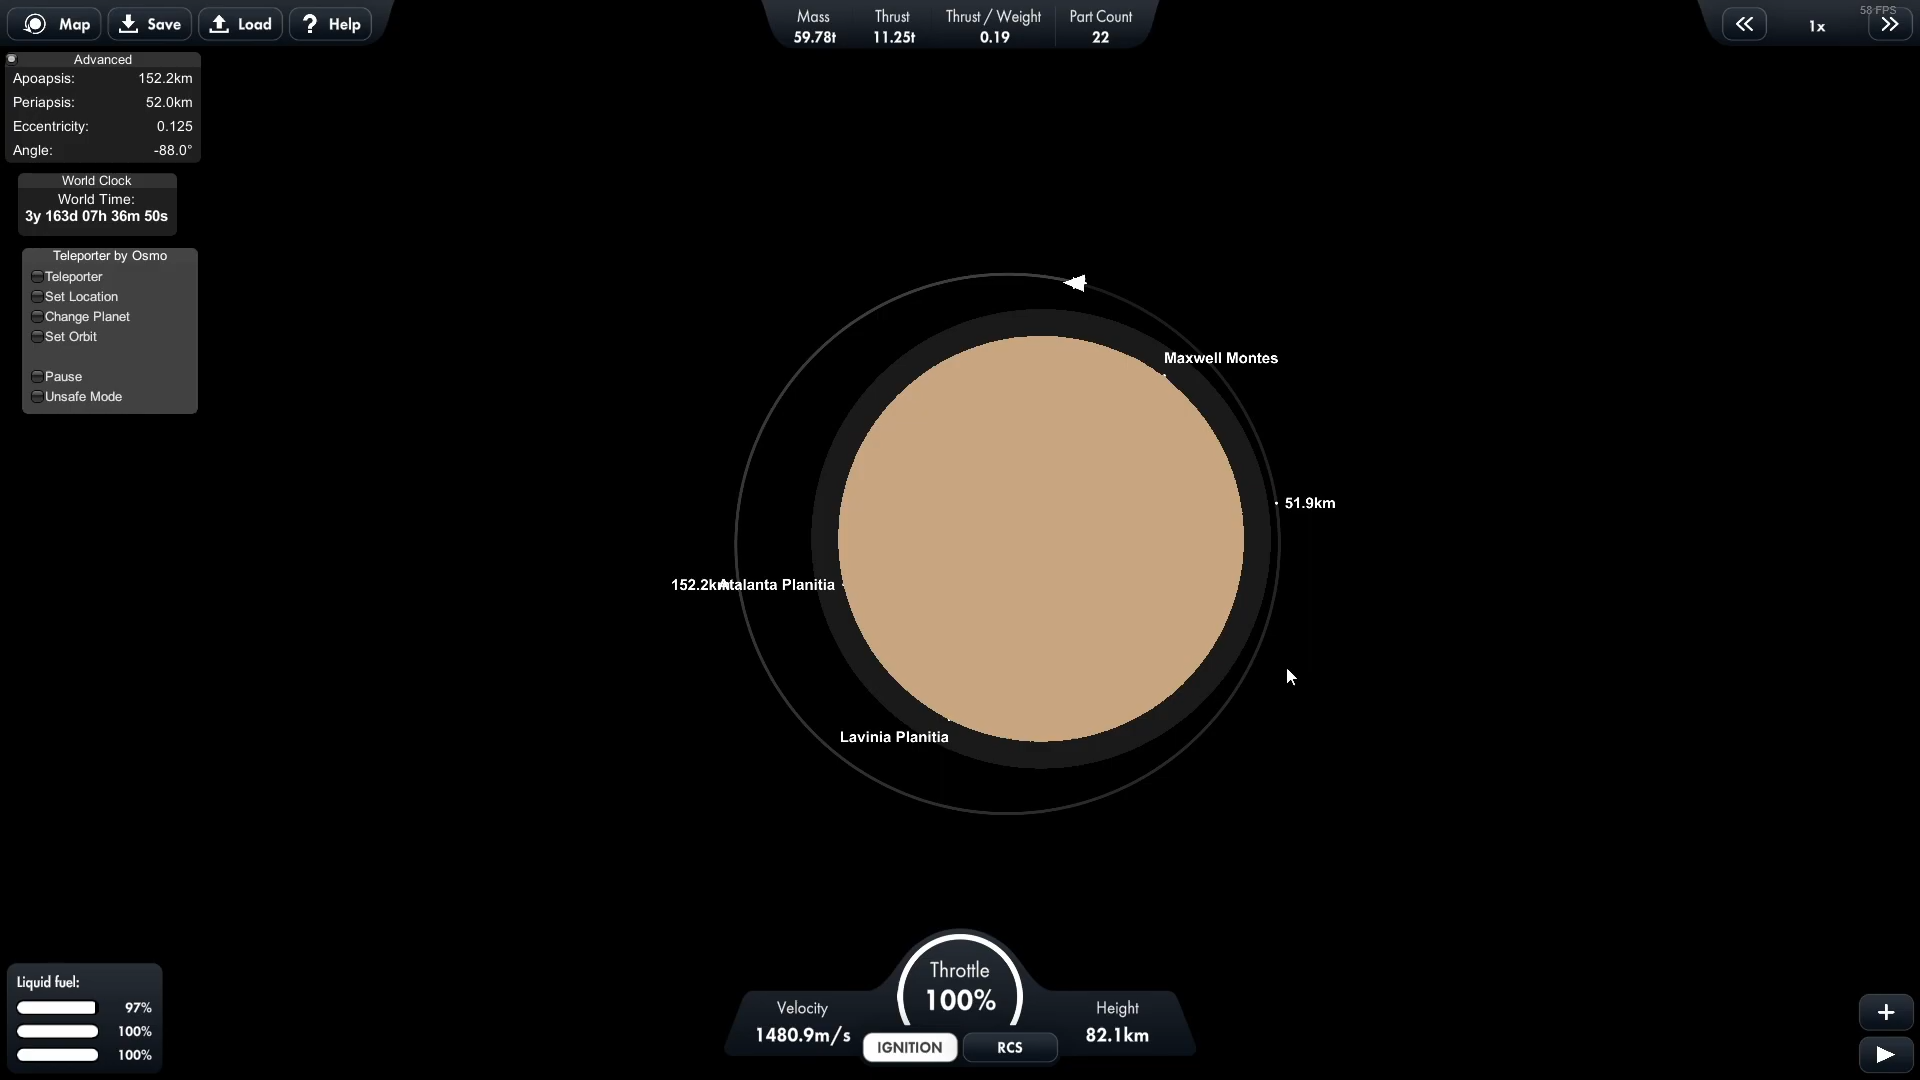 Map
Save
Load
? Help
Mass
59.78t
Thrust
11.25t
Thrust / Weight
0.19
Part Count
22
58 FPS
1x
Advanced
Apoapsis: 152.2km
Periapsis: 52.0km
Eccentricity: 0.125
Angle: -88.0°
World Clock
World Time:
3y 163d 07h 36m 50s
Teleporter by Osmo
Teleporter
Set Location
Change Planet
Set Orbit
Pause
Unsafe Mode
Maxwell Montes
51.9km
152.2km
Atalanta Planitia
Lavinia Planitia
Liquid fuel:
97%
100%
100%
Throttle
100%
Velocity
1480.9m/s
Height
82.1km
IGNITION
RCS